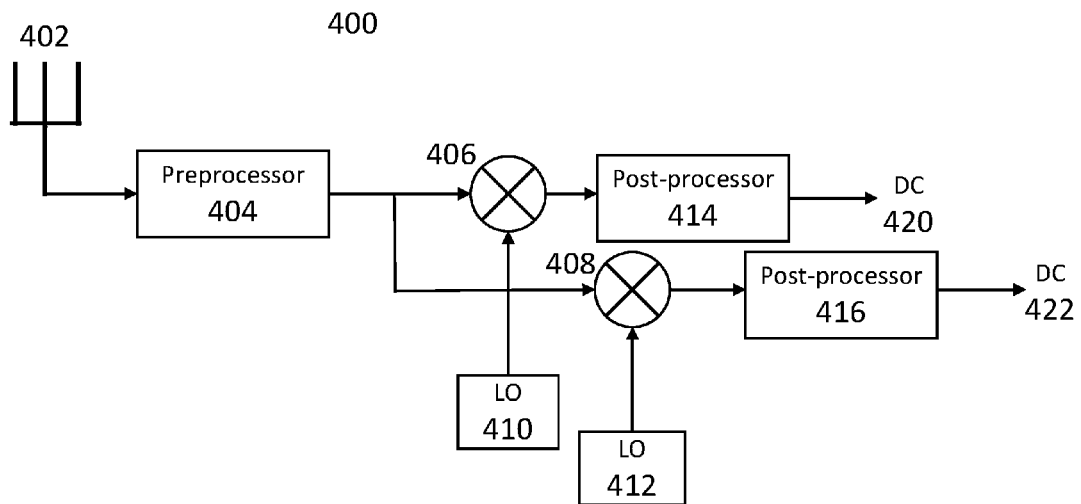 400
402
Preprocessor
404
406
Post-processor
414
DC
420
408
Post-processor
416
DC
422
LO
410
LO
412